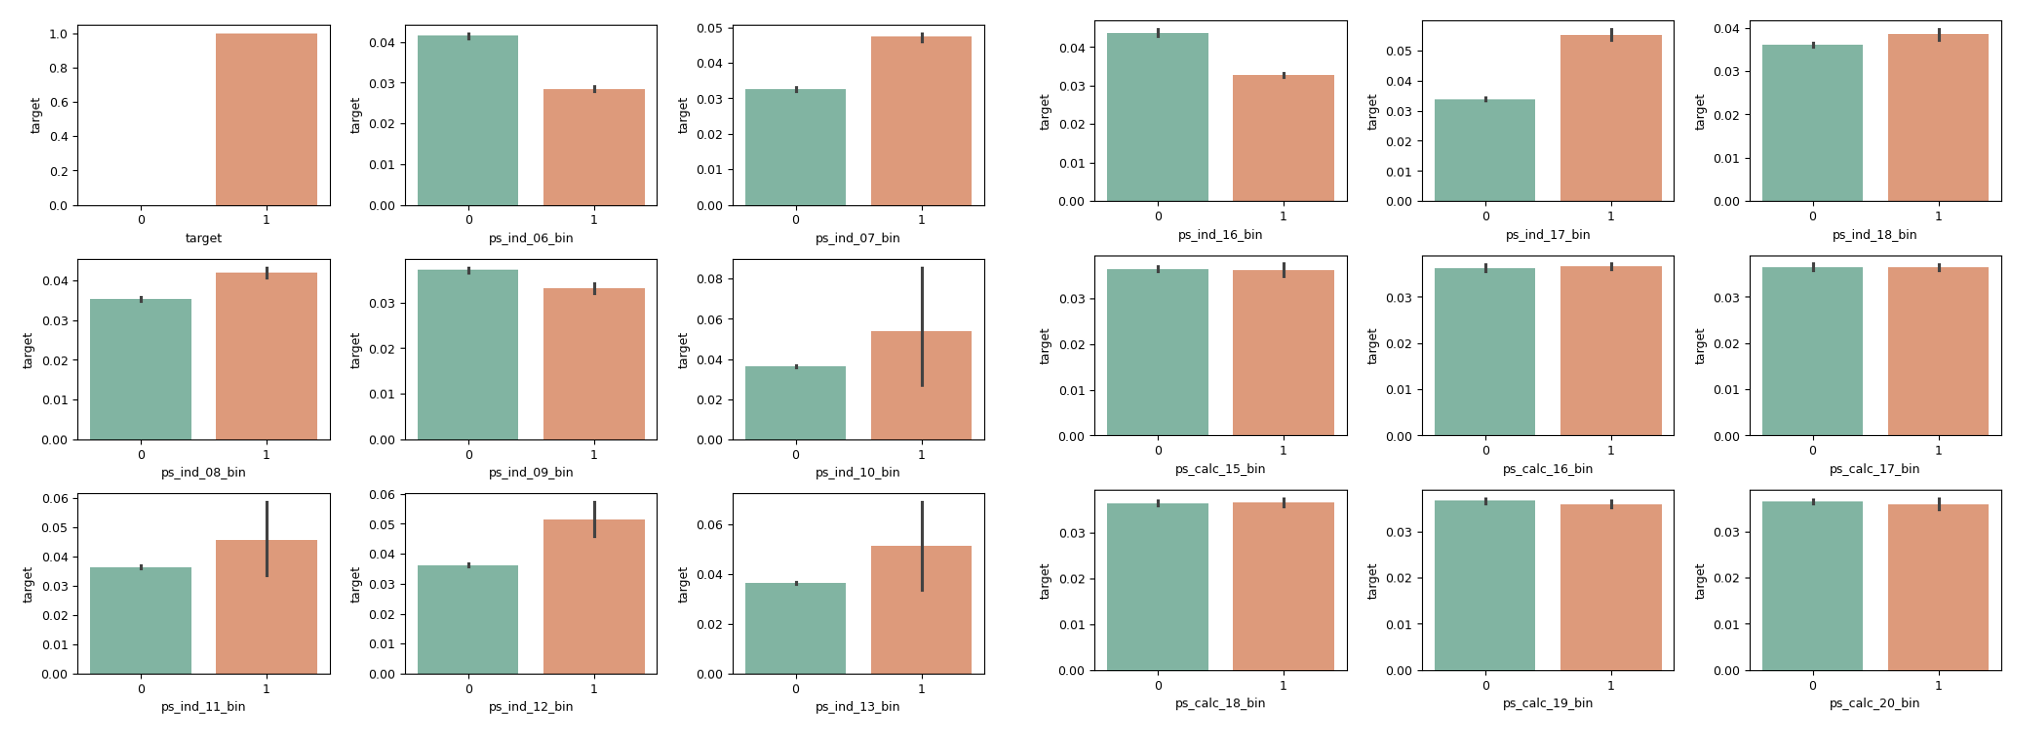 target
1.0
0.8
0.6
0.4
0.2
0.0
0 1
target
target
0.04
0.03
0.02
0.01
0.00
0 1
ps_ind_06_bin
target
0.05
0.04
0.03
0.02
0.01
0.00
0 1
ps_ind_07_bin
target
0.04
0.03
0.02
0.01
0.00
0 1
ps_ind_16_bin
target
0.05
0.04
0.03
0.02
0.01
0.00
0 1
ps_ind_17_bin
target
0.04
0.03
0.02
0.01
0.00
0 1
ps_ind_18_bin
target
0.04
0.03
0.02
0.01
0.00
0 1
ps_ind_08_bin
target
0.03
0.02
0.01
0.00
0 1
ps_ind_09_bin
target
0.08
0.06
0.04
0.02
0.00
0 1
ps_ind_10_bin
target
0.03
0.02
0.01
0.00
0 1
ps_calc_15_bin
target
0.03
0.02
0.01
0.00
0 1
ps_calc_16_bin
target
0.03
0.02
0.01
0.00
0 1
ps_calc_17_bin
target
0.06
0.05
0.04
0.03
0.02
0.01
0.00
0 1
ps_ind_11_bin
target
0.06
0.05
0.04
0.03
0.02
0.01
0.00
0 1
ps_ind_12_bin
target
0.06
0.04
0.02
0.00
0 1
ps_ind_13_bin
target
0.03
0.02
0.01
0.00
0 1
ps_calc_18_bin
target
0.03
0.02
0.01
0.00
0 1
ps_calc_19_bin
target
0.03
0.02
0.01
0.00
0 1
ps_calc_20_bin